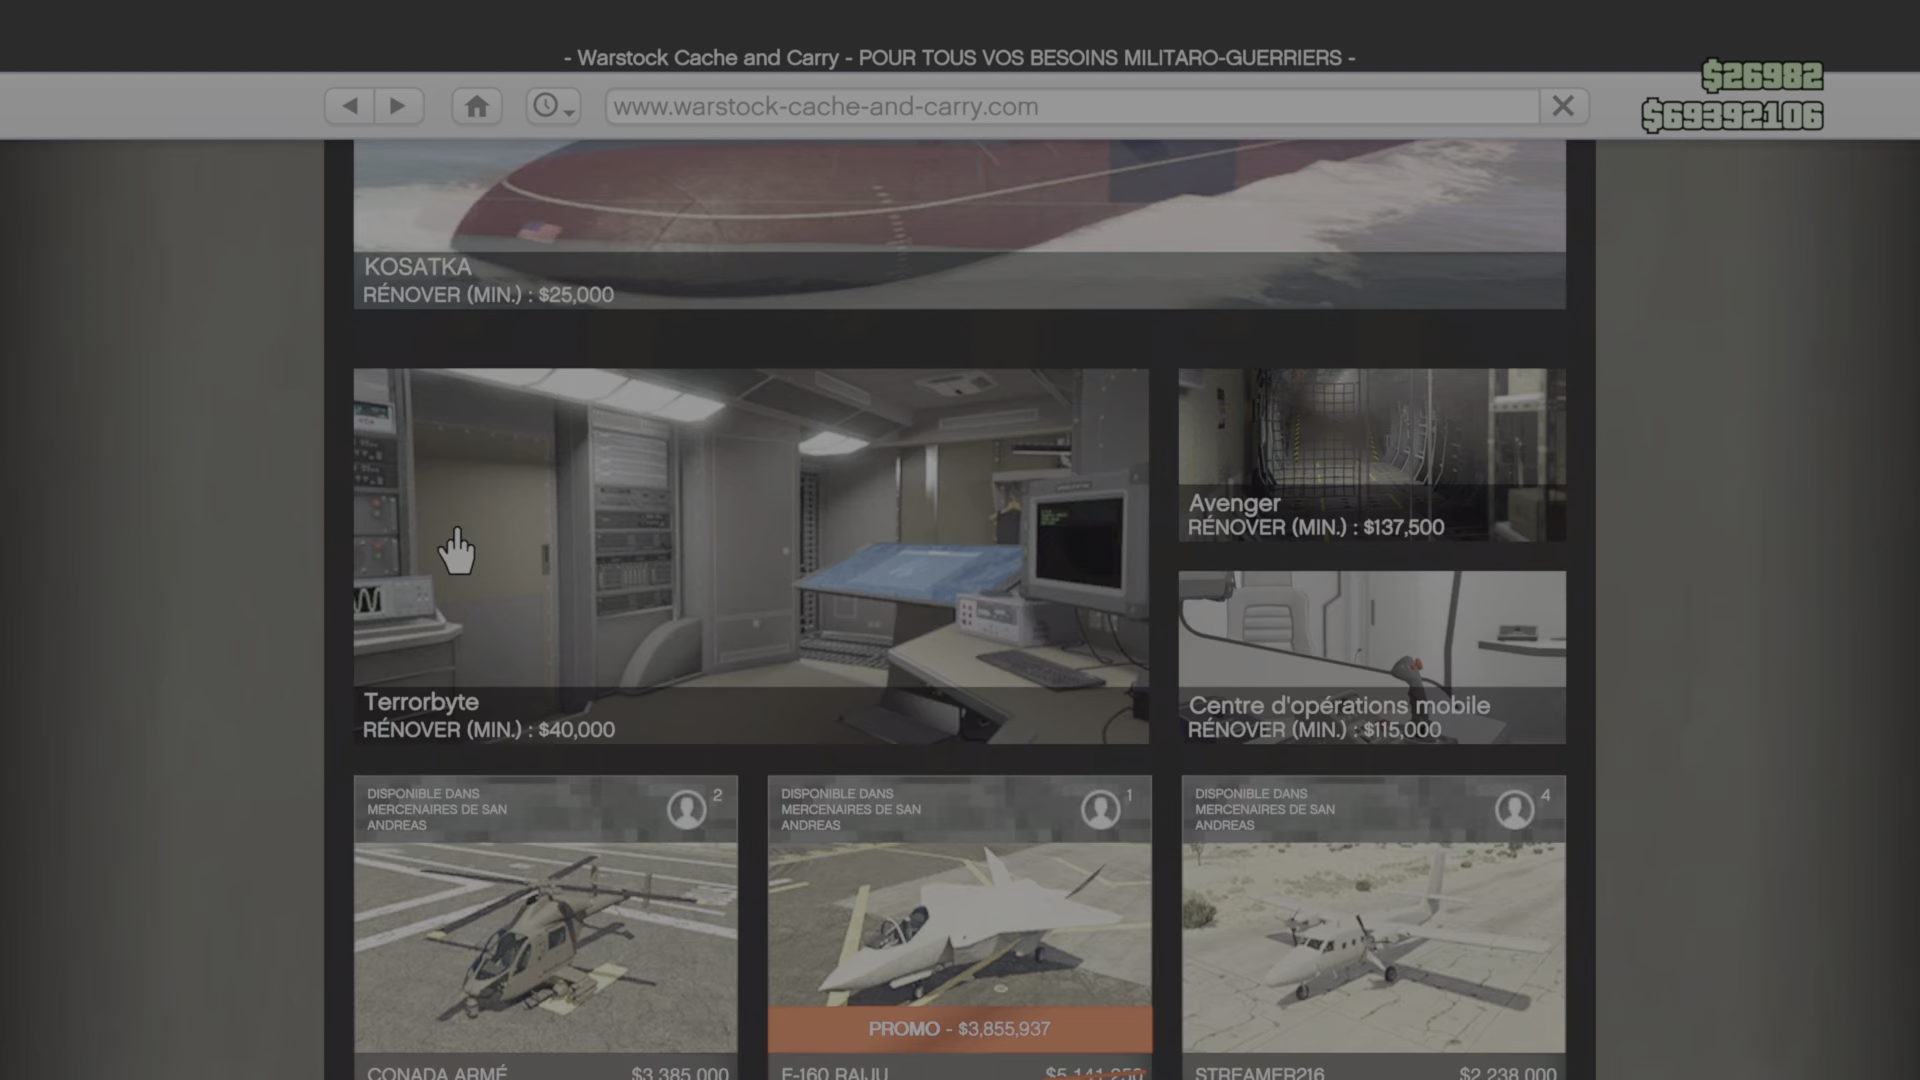 - Warstock Cache and Carry - POUR TOUS VOS BESOINS MILITARO-GUERRIERS -
$26982
www.warstock-cache-and-carry.com
$69392106
KOSATKA
RÉNOVER (MIN.) : $25,000
Avenger
RÉNOVER (MIN.) : $137,500
Terrorbyte
RÉNOVER (MIN.) : $40,000
Centre d'opérations mobile
RÉNOVER (MIN.) : $115,000
DISPONIBLE DANS
MERCENAIRES DE SAN
ANDREAS
2
DISPONIBLE DANS
MERCENAIRES DE SAN
ANDREAS
1
DISPONIBLE DANS
MERCENAIRES DE SAN
ANDREAS
4
PROMO - $3,855,937
CONADA ARMÉ $3,385,000
F-160 RAIJU $5,141,250
STREAMER216 $2,238,000